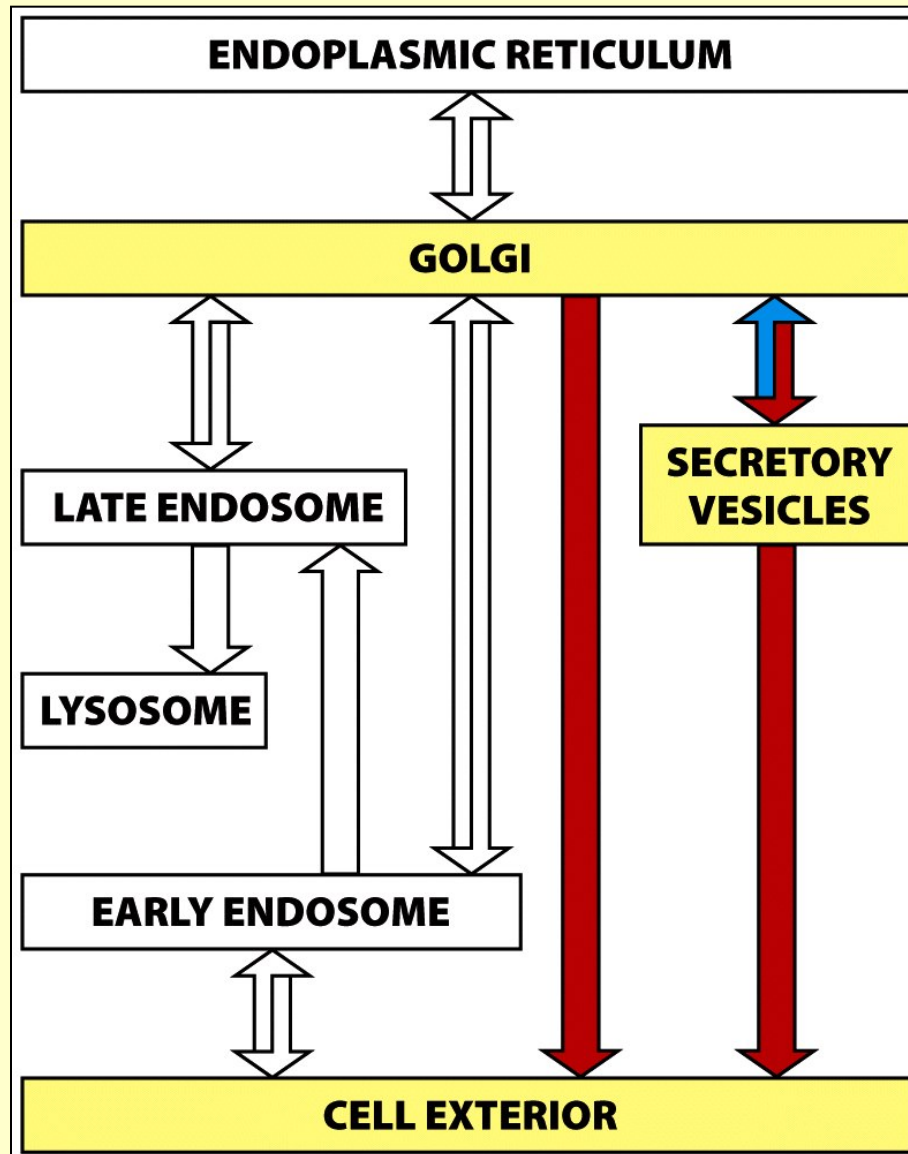 ENDOPLASMIC RETICULUM
GOLGI
SECRETORY
VESICLES
LATE ENDOSOME
LYSOSOME
EARLY ENDOSOME
CELL EXTERIOR